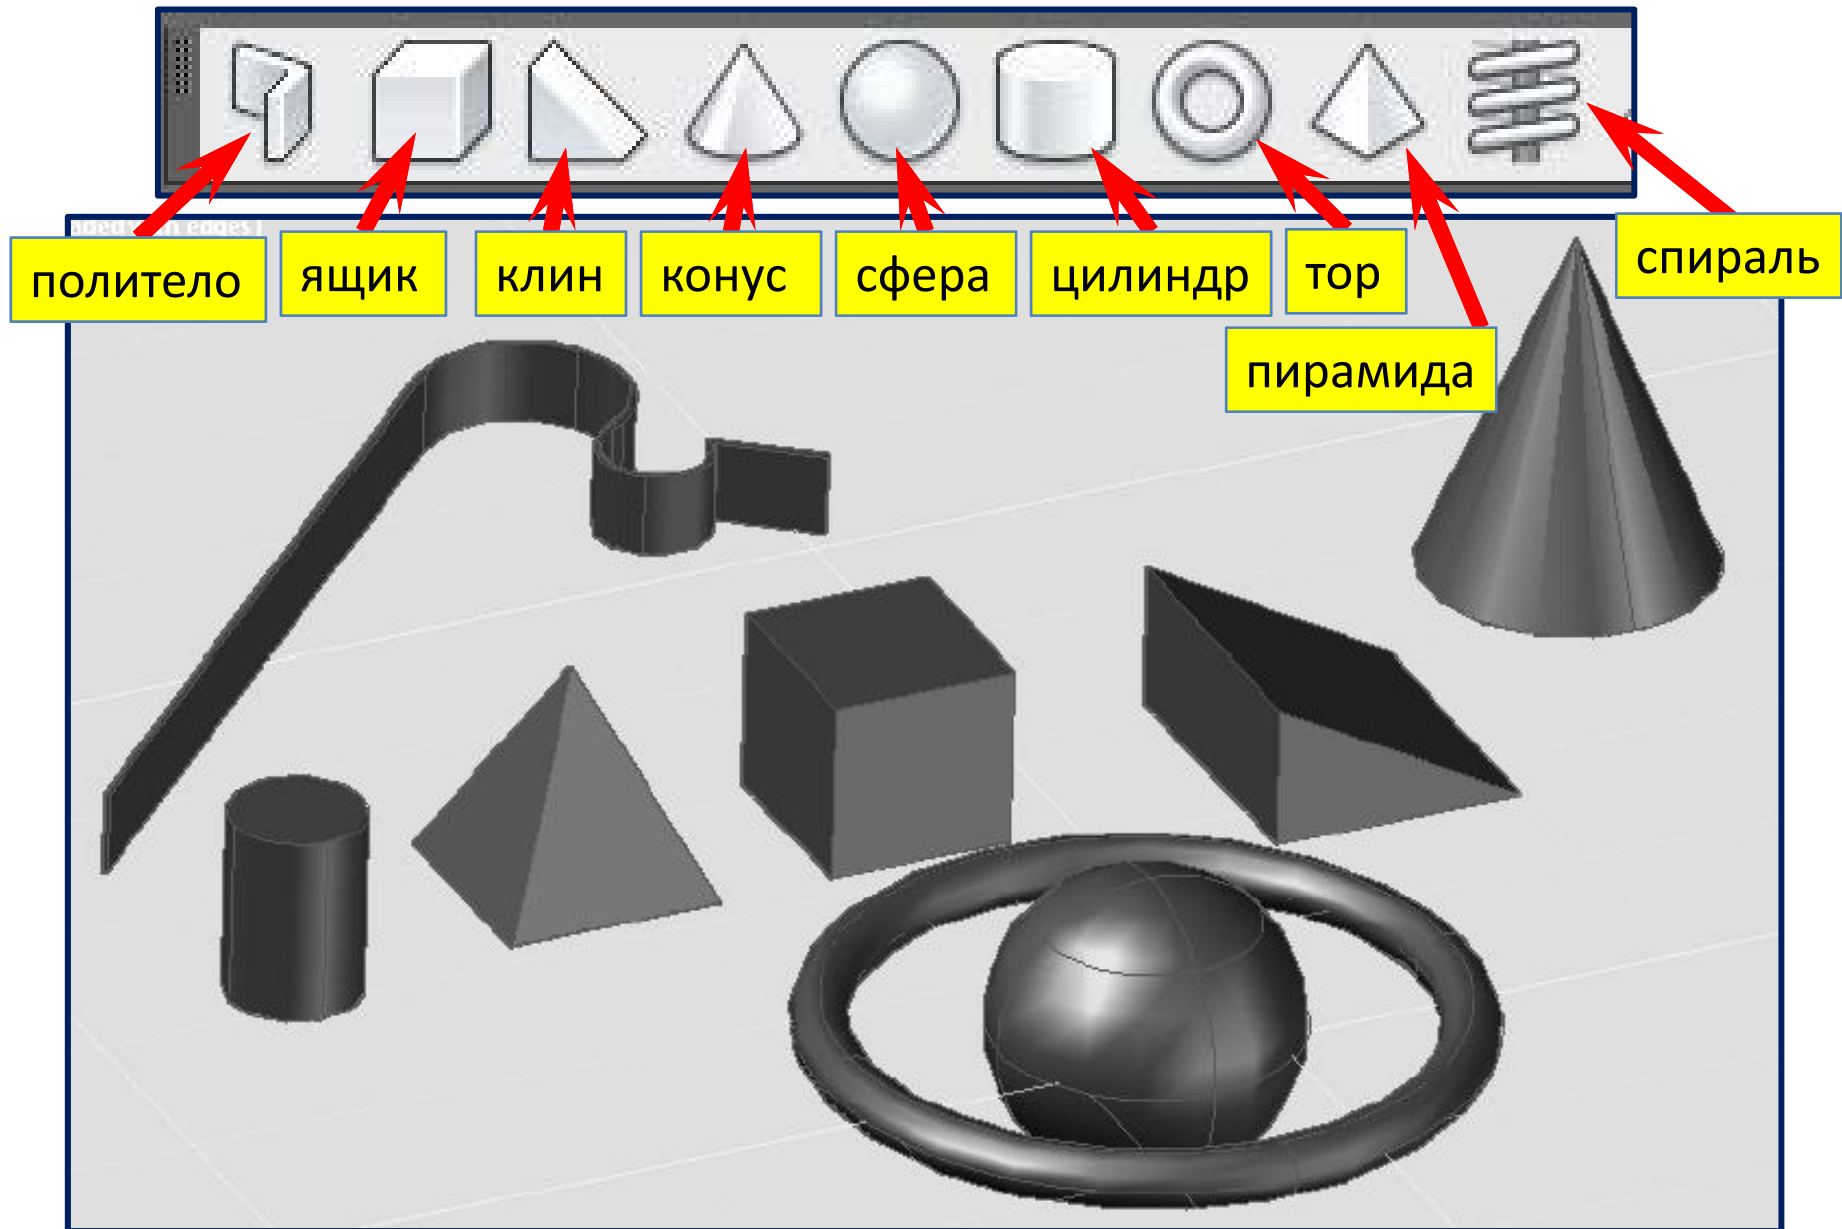 политело
ящик
клин
конус
сфера
цилиндр
тор
спираль
пирамида